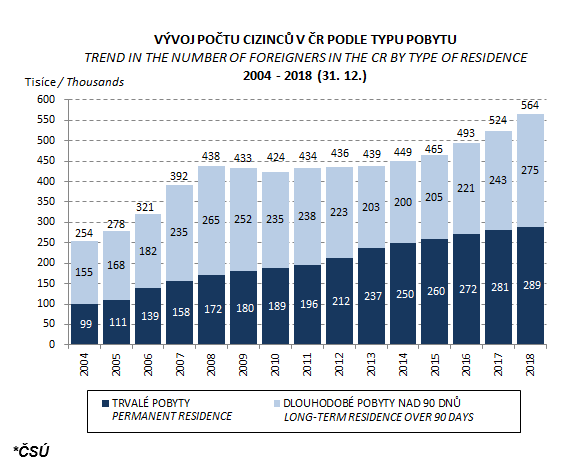 VÝVOJ POČTU CIZINCŮ V ČR PODLE TYPU POBYTU
TREND IN THE NUMBER OF FOREIGNERS IN THE CR BY TYPE OF RESIDENCE
2004 - 2018 (31. 12.)
Tisíce / Thousands
600
550
500
450
400
350
300
250
200
150
100
50
0
254 278 321 392 438 433 424 434 436 439 449 465 493 524 564
155 168 182 235 265 252 235 238 223 203 200 205 221 243 275
99 111 139 158 172 180 189 196 212 237 250 260 272 281 289
2004 2005 2006 2007 2008 2009 2010 2011 2012 2013 2014 2015 2016 2017 2018
TRVALÉ POBYTY
PERMANENT RESIDENCE
DLOUHODOBÉ POBYTY NAD 90 DNŮ
LONG-TERM RESIDENCE OVER 90 DAYS
*ČSÚ